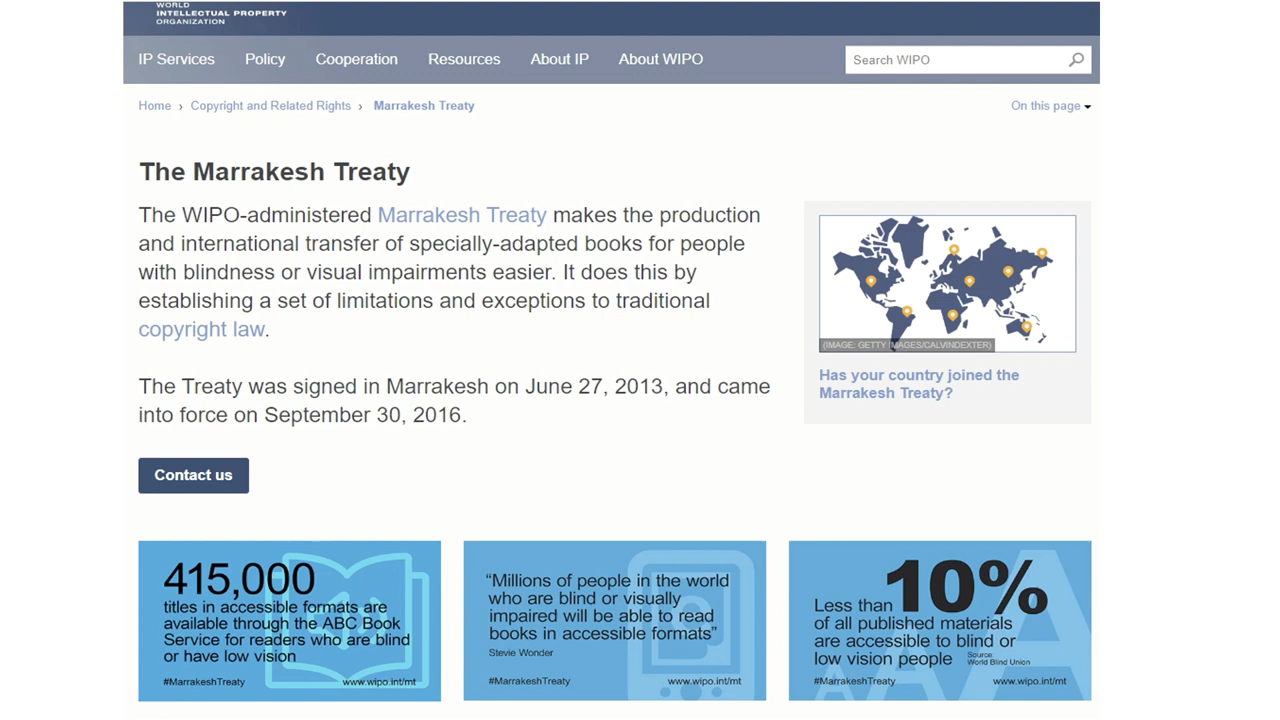 WORLD
INTELLECTUAL PROPERTY
ORGANIZATION
IP Services Policy Cooperation Resources About IP About WIPO Search WIPO
Home › Copyright and Related Rights › Marrakesh Treaty On this page
The Marrakesh Treaty
The WIPO-administered Marrakesh Treaty makes the production
and international transfer of specially-adapted books for people
with blindness or visual impairments easier. It does this by
establishing a set of limitations and exceptions to traditional
copyright law.
The Treaty was signed in Marrakesh on June 27, 2013, and came
into force on September 30, 2016.
Contact us
(IMAGE: GETTY IMAGES/CALVINDEXTER)
Has your country joined the
Marrakesh Treaty?
415,000
titles in accessible formats are
available through the ABC Book
Service for readers who are blind
or have low vision
#MarrakeshTreaty www.wipo.int/mt
“Millions of people in the world
who are blind or visually
impaired will be able to read
books in accessible formats”
Stevie Wonder
#MarrakeshTreaty www.wipo.int/mt
Less than 10%
of all published materials
are accessible to blind or
low vision people Source
World Blind Union
#MarrakeshTreaty www.wipo.int/mt